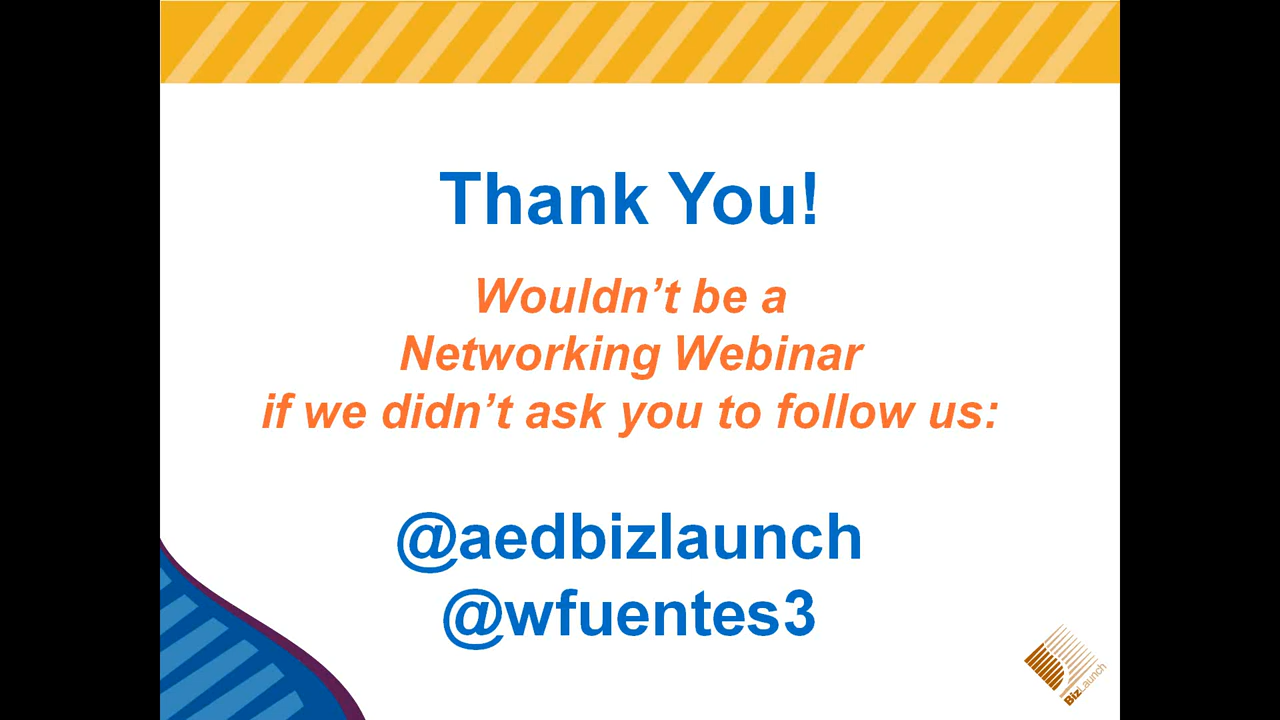 Thank You!
Wouldn’t be a
Networking Webinar
if we didn’t ask you to follow us:
@aedbizlaunch
@wfuentes3
BizLaunch